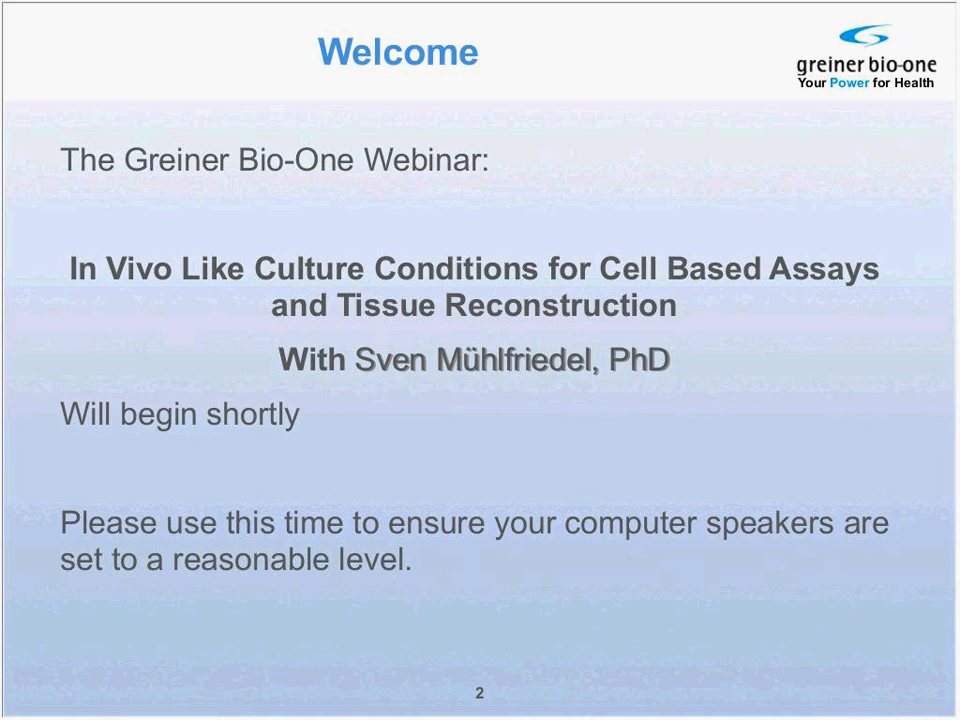 Welcome
greiner bio-one
Your Power for Health
The Greiner Bio-One Webinar:
In Vivo Like Culture Conditions for Cell Based Assays
and Tissue Reconstruction
With Sven Mühlfriedel, PhD
Will begin shortly
Please use this time to ensure your computer speakers are
set to a reasonable level.
2